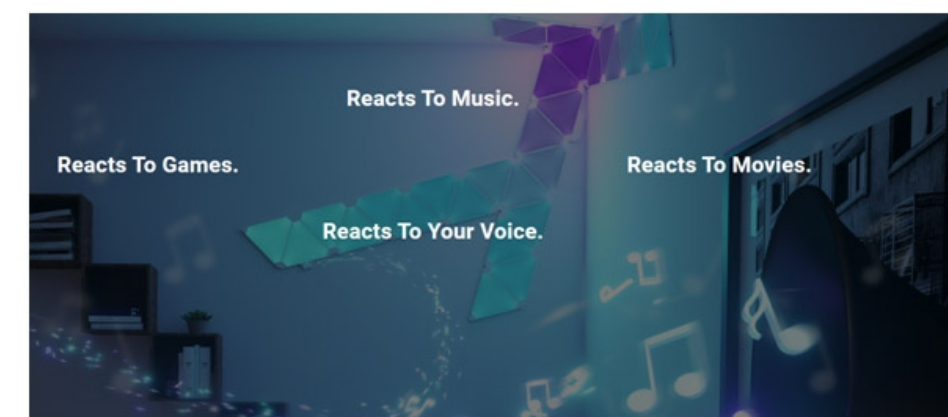 Reacts To Music.
Reacts To Games.
Reacts To Movies.
Reacts To Your Voice.